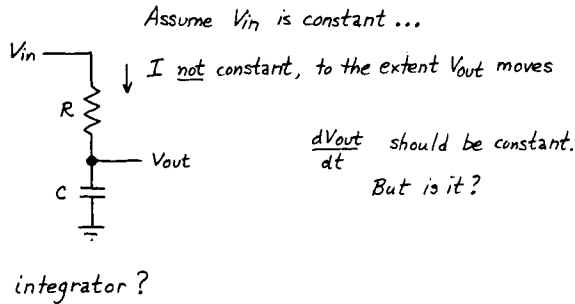 Assume Vin is constant ...
Vin
I not constant, to the extent Vout moves
R
dVout
dt
should be constant.
Vout
But is it?
C
integrator?